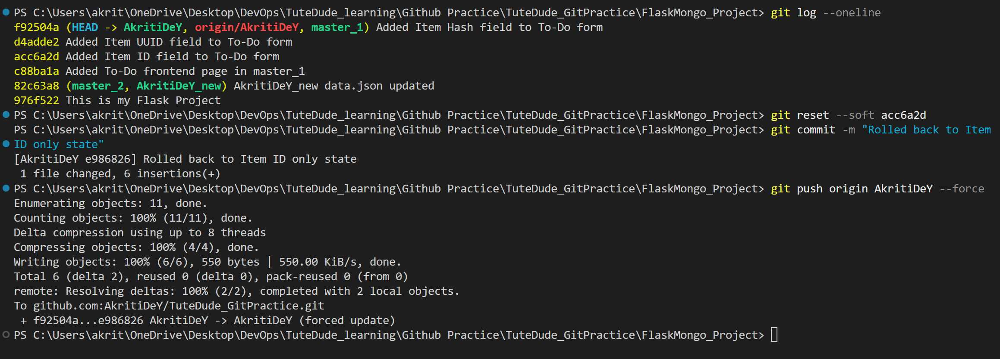 PS C:\Users\akrit\OneDrive\Desktop\DevOps\TuteDude_learning\Github Practice\TuteDude_GitPractice\FlaskMongo_Project> git log --oneline
f92504a (HEAD -> AkritiDeY, origin/AkritiDeY, master_1) Added Item Hash field to To-Do form
d4adde2 Added Item UUID field to To-Do form
acc6a2d Added Item ID field to To-Do form
c88ba1a Added To-Do frontend page in master_1
82c63a8 (master_2, AkritiDeY_new) AkritiDeY_new data.json updated
976f522 This is my Flask Project
PS C:\Users\akrit\OneDrive\Desktop\DevOps\TuteDude_learning\Github Practice\TuteDude_GitPractice\FlaskMongo_Project> git reset --soft acc6a2d
PS C:\Users\akrit\OneDrive\Desktop\DevOps\TuteDude_learning\Github Practice\TuteDude_GitPractice\FlaskMongo_Project> git commit -m "Rolled back to Item
ID only state"
[AkritiDeY e986826] Rolled back to Item ID only state
 1 file changed, 6 insertions(+)
PS C:\Users\akrit\OneDrive\Desktop\DevOps\TuteDude_learning\Github Practice\TuteDude_GitPractice\FlaskMongo_Project> git push origin AkritiDeY --force
Enumerating objects: 11, done.
Counting objects: 100% (11/11), done.
Delta compression using up to 8 threads
Compressing objects: 100% (4/4), done.
Writing objects: 100% (6/6), 550 bytes | 550.00 KiB/s, done.
Total 6 (delta 2), reused 0 (delta 0), pack-reused 0 (from 0)
remote: Resolving deltas: 100% (2/2), completed with 2 local objects.
To github.com:AkritiDeY/TuteDude_GitPractice.git
 + f92504a...e986826 AkritiDeY -> AkritiDeY (forced update)
PS C:\Users\akrit\OneDrive\Desktop\DevOps\TuteDude_learning\Github Practice\TuteDude_GitPractice\FlaskMongo_Project>